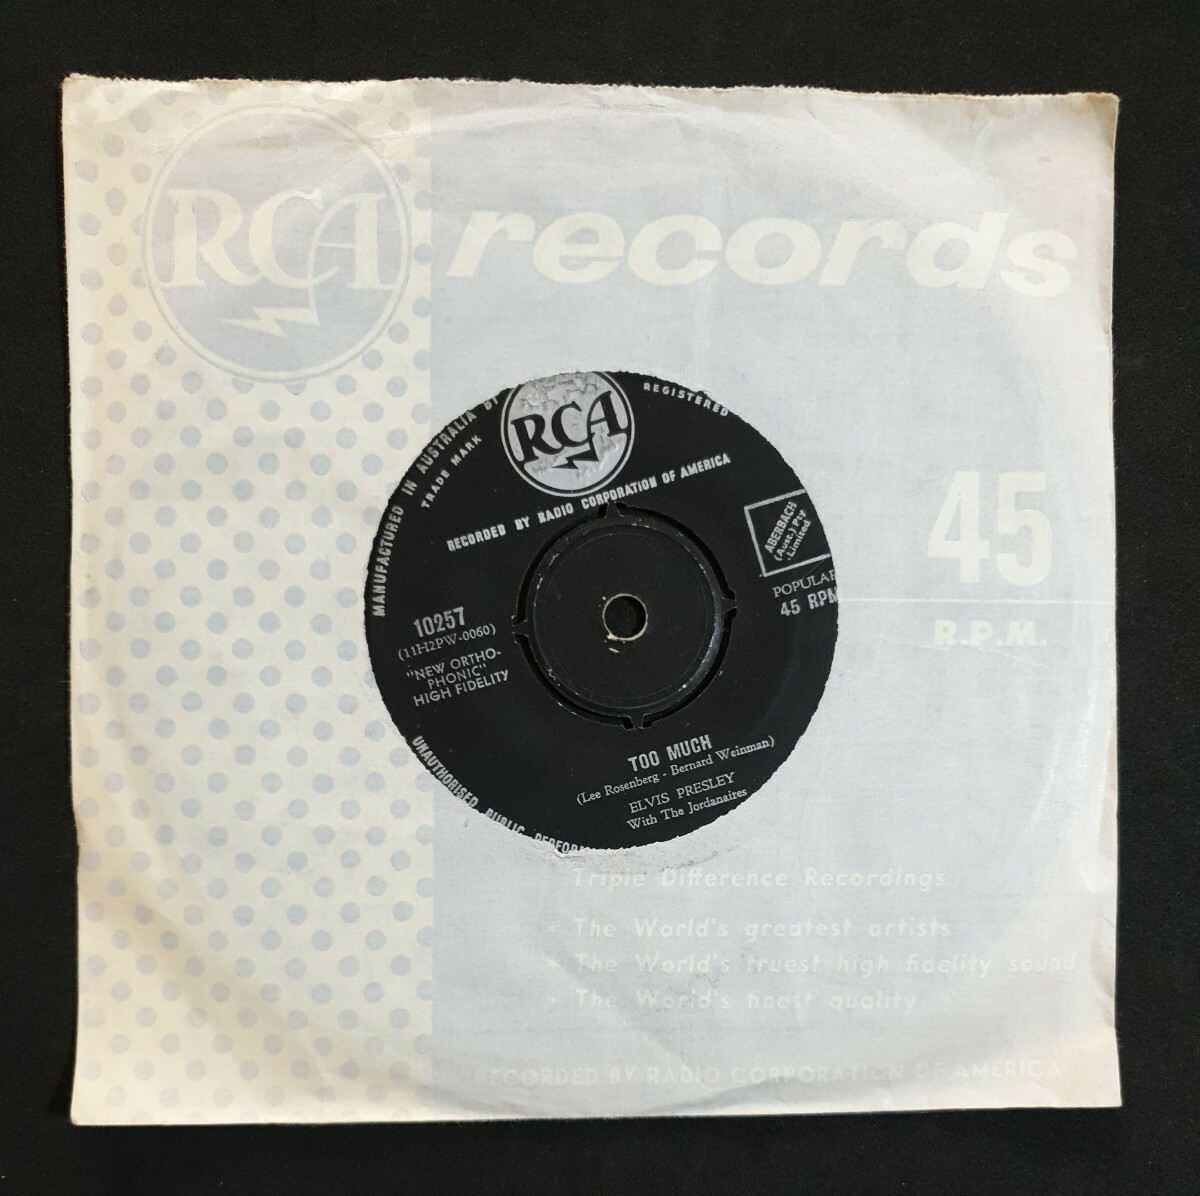 RCA records
45
R.P.M.
MANUFACTURED IN AUSTRALIA BY
TRADE MARK
RCA
REGISTERED
RECORDED BY RADIO CORPORATION OF AMERICA
ABERBACH
(Aust.) Pty
Limited
POPULAR
45 RPM
10257
(11H2PW-0060)
"NEW ORTHO-
PHONIC"
HIGH FIDELITY
TOO MUCH
(Lee Rosenberg - Bernard Weinman)
ELVIS PRESLEY
With The Jordanaires
UNAUTHORISED PUBLIC PERFOR
Triple Difference Recordings
* The World's greatest artists
* The World's truest high fidelity sound
* The World's finest quality
RECORDED BY RADIO CORPORATION OF AMERICA